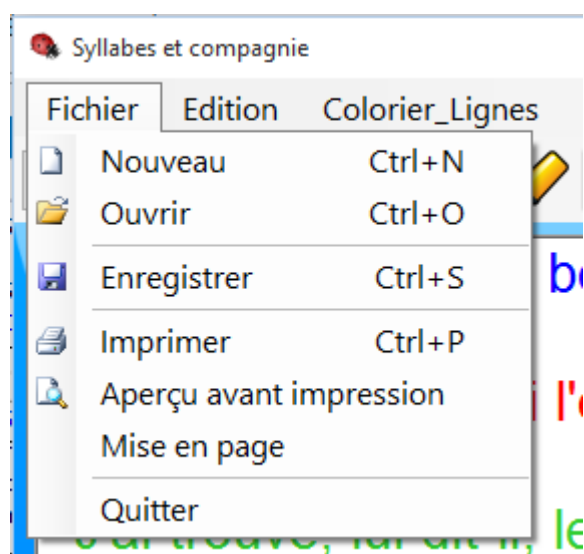 Syllabes et compagnie
Fichier Edition Colorier_Lignes
Nouveau Ctrl+N
Ouvrir Ctrl+O
Enregistrer Ctrl+S
Imprimer Ctrl+P
Aperçu avant impression
Mise en page
Quitter